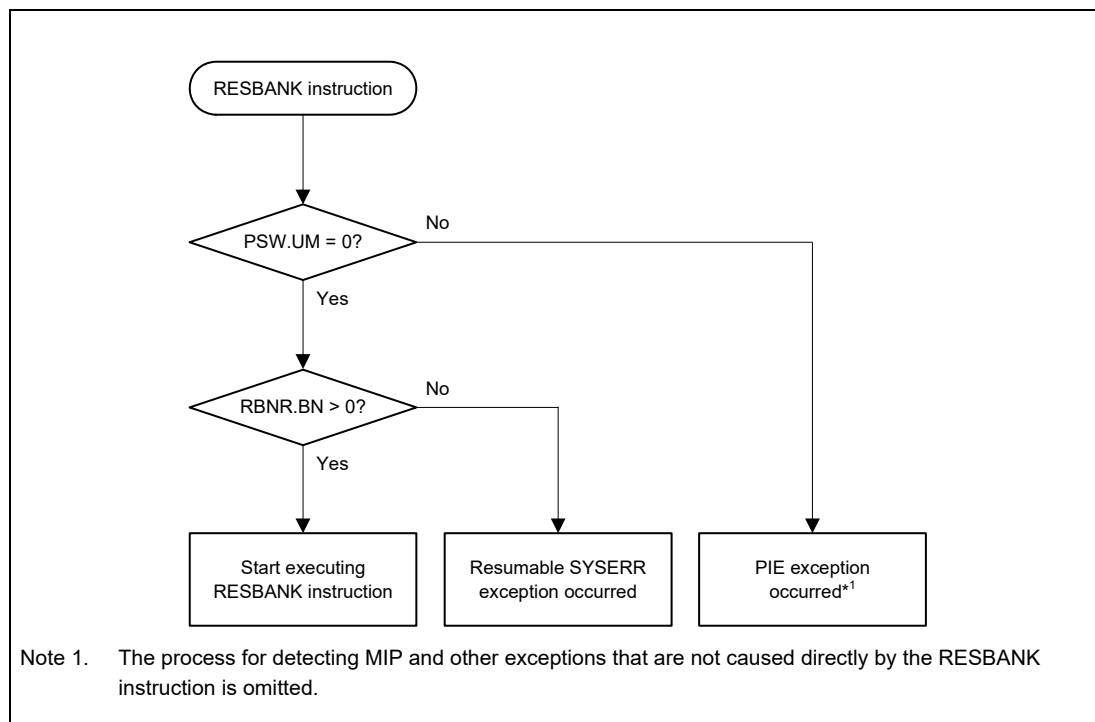 RESBANK instruction
PSW.UM = 0?
No
Yes
RBNR.BN > 0?
No
Yes
Start executing
RESBANK instruction
Resumable SYSERR
exception occurred
PIE exception
occurred*1
Note 1. The process for detecting MIP and other exceptions that are not caused directly by the RESBANK
instruction is omitted.